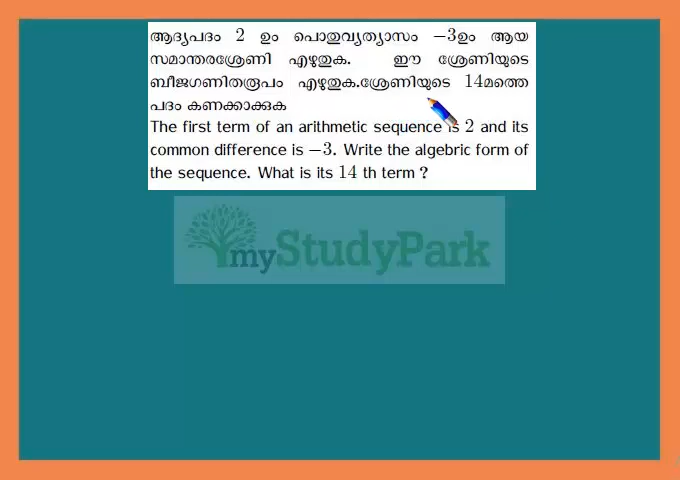 ആദ്യപദം 2 ഉം പൊതുവ്യത്യാസം −3ഉം ആയ
സമാന്തരശ്രേണി എഴുതുക. ഈ ശ്രേണിയുടെ
ബീജഗണിതരൂപം എഴുതുക.ശ്രേണിയുടെ 14മത്തെ
പദം കണക്കാക്കുക
The first term of an arithmetic sequence is 2 and its
common difference is −3. Write the algebric form of
the sequence. What is its 14 th term ?
myStudyPark